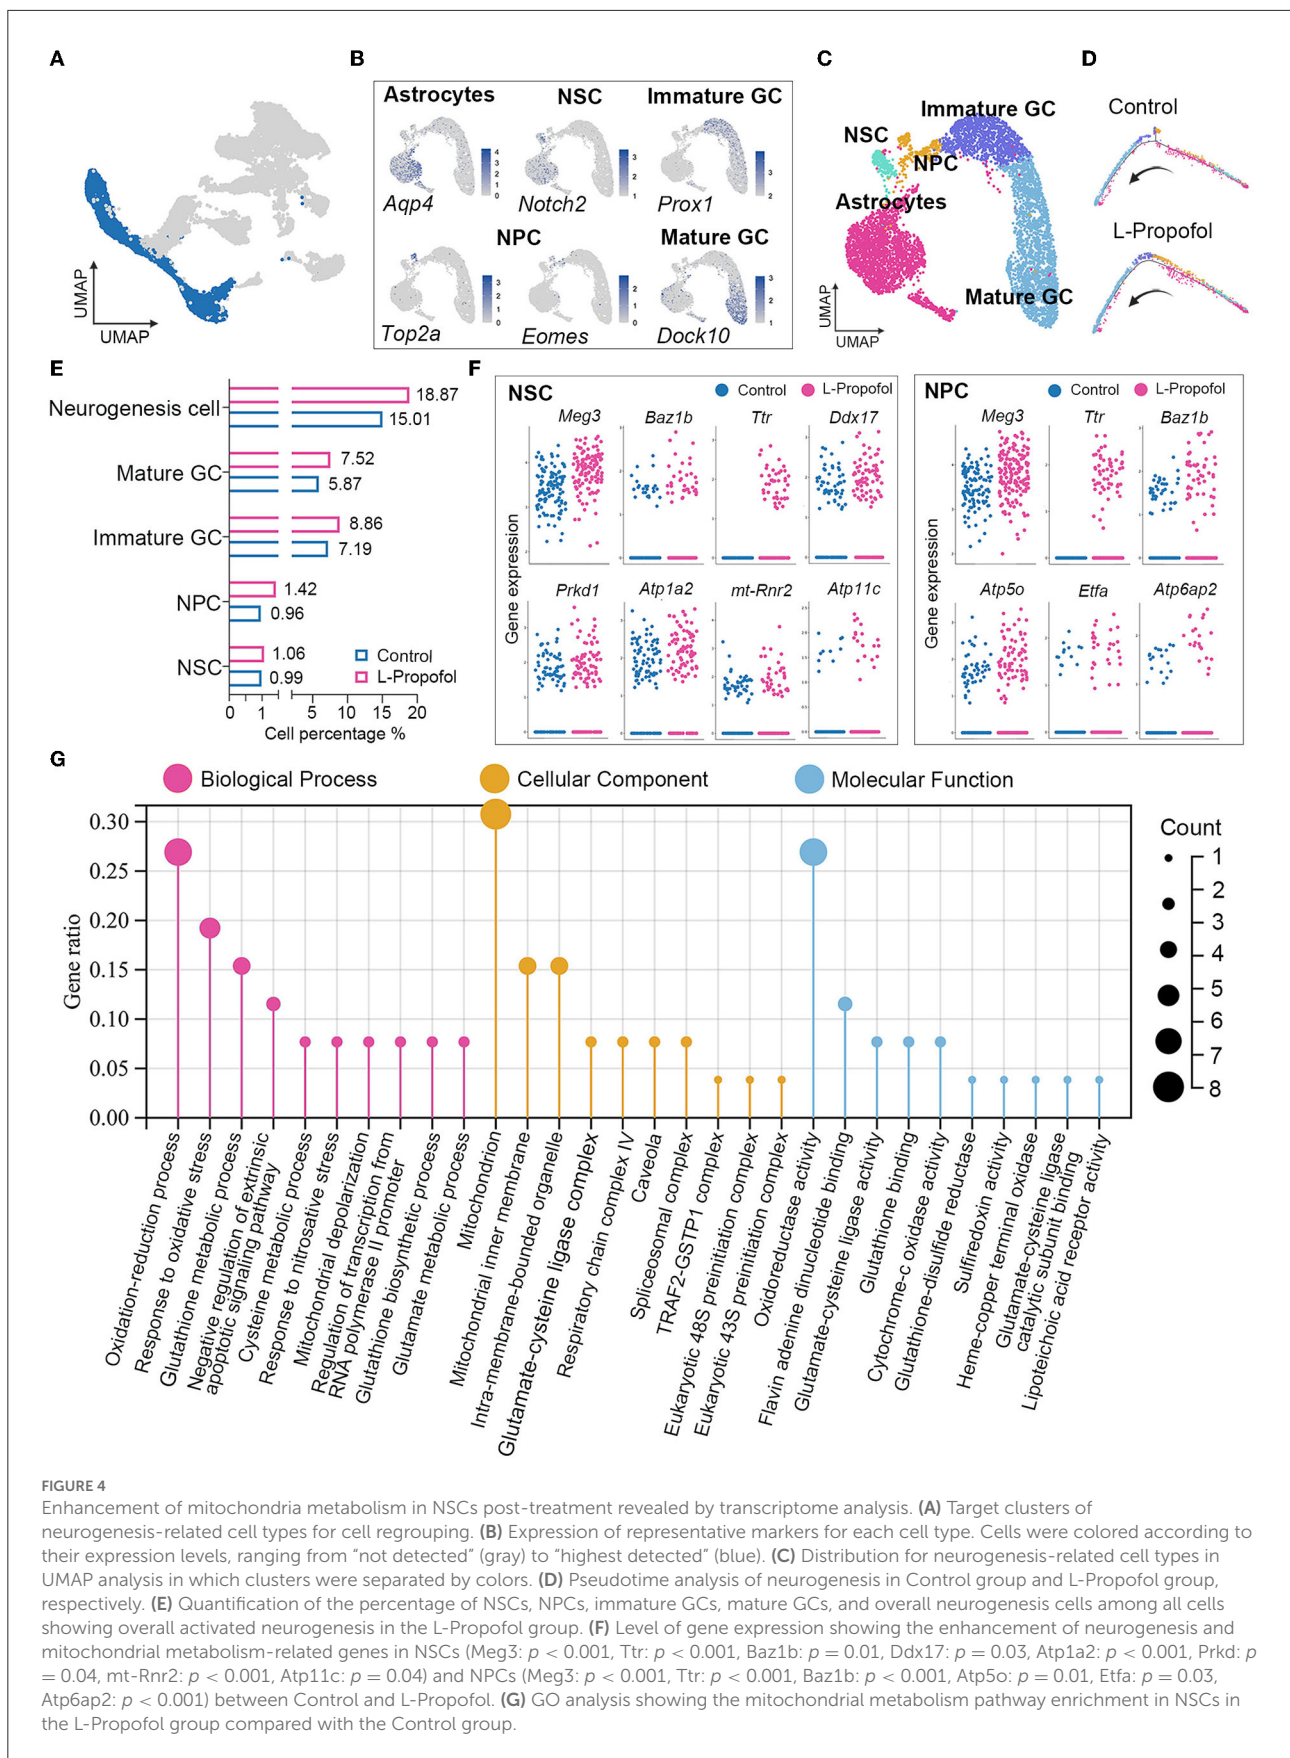 A
UMAP
UMAP
B
Astrocytes
NSC
Immature GC
4
3
2
1
0
3
2
1
0
3
2
Aqp4
Notch2
Prox1
NPC
Mature GC
3
2
1
0
2
1
0
3
2
1
Top2a
Eomes
Dock10
C
Immature GC
NSC
NPC
Astrocytes
Mature GC
UMAP
UMAP
D
Control
L-Propofol
E
Neurogenesis cell
18.87
15.01
Mature GC
7.52
5.87
Immature GC
8.86
7.19
NPC
1.42
0.96
NSC
1.06
0.99
Control
L-Propofol
0 1 5 10 15 20
Cell percentage %
F
NSC
Control L-Propofol
Meg3 Baz1b Ttr Ddx17
Gene expression
Prkd1 Atp1a2 mt-Rnr2 Atp11c
NPC
Control L-Propofol
Meg3 Ttr Baz1b
Gene expression
Atp5o Etfa Atp6ap2
G
Biological Process
Cellular Component
Molecular Function
Gene ratio
0.30
0.25
0.20
0.15
0.10
0.05
0.00
Count
1
2
3
4
5
6
7
8
Oxidation-reduction process
Response to oxidative stress
Glutathione metabolic process
Negative regulation of extrinsic
apoptotic signaling pathway
Cysteine metabolic process
Response to nitrosative stress
Mitochondrial depolarization
Regulation of transcription from
RNA polymerase II promoter
Glutathione biosynthetic process
Glutamate metabolic process
Mitochondrion
Mitochondrial inner membrane
Intra-membrane-bounded organelle
Glutamate-cysteine ligase complex
Respiratory chain complex IV
Caveola
Spliceosomal complex
TRAF2-GSTP1 complex
Eukaryotic 48S preinitiation complex
Eukaryotic 43S preinitiation complex
Oxidoreductase activity
Flavin adenine dinucleotide binding
Glutamate-cysteine ligase activity
Glutathione binding
Cytochrome-c oxidase activity
Glutathione-disulfide reductase
Sulfiredoxin activity
Heme-copper terminal oxidase
Glutamate-cysteine ligase
catalytic subunit binding
Lipoteichoic acid receptor activity
FIGURE 4
Enhancement of mitochondria metabolism in NSCs post-treatment revealed by transcriptome analysis. (A) Target clusters of
neurogenesis-related cell types for cell regrouping. (B) Expression of representative markers for each cell type. Cells were colored according to
their expression levels, ranging from “not detected” (gray) to “highest detected” (blue). (C) Distribution for neurogenesis-related cell types in
UMAP analysis in which clusters were separated by colors. (D) Pseudotime analysis of neurogenesis in Control group and L-Propofol group,
respectively. (E) Quantification of the percentage of NSCs, NPCs, immature GCs, mature GCs, and overall neurogenesis cells among all cells
showing overall activated neurogenesis in the L-Propofol group. (F) Level of gene expression showing the enhancement of neurogenesis and
mitochondrial metabolism-related genes in NSCs (Meg3: p < 0.001, Ttr: p < 0.001, Baz1b: p = 0.01, Ddx17: p = 0.03, Atp1a2: p < 0.001, Prkd: p
= 0.04, mt-Rnr2: p < 0.001, Atp11c: p = 0.04) and NPCs (Meg3: p < 0.001, Ttr: p < 0.001, Baz1b: p < 0.001, Atp5o: p = 0.01, Etfa: p = 0.03,
Atp6ap2: p < 0.001) between Control and L-Propofol. (G) GO analysis showing the mitochondrial metabolism pathway enrichment in NSCs in
the L-Propofol group compared with the Control group.